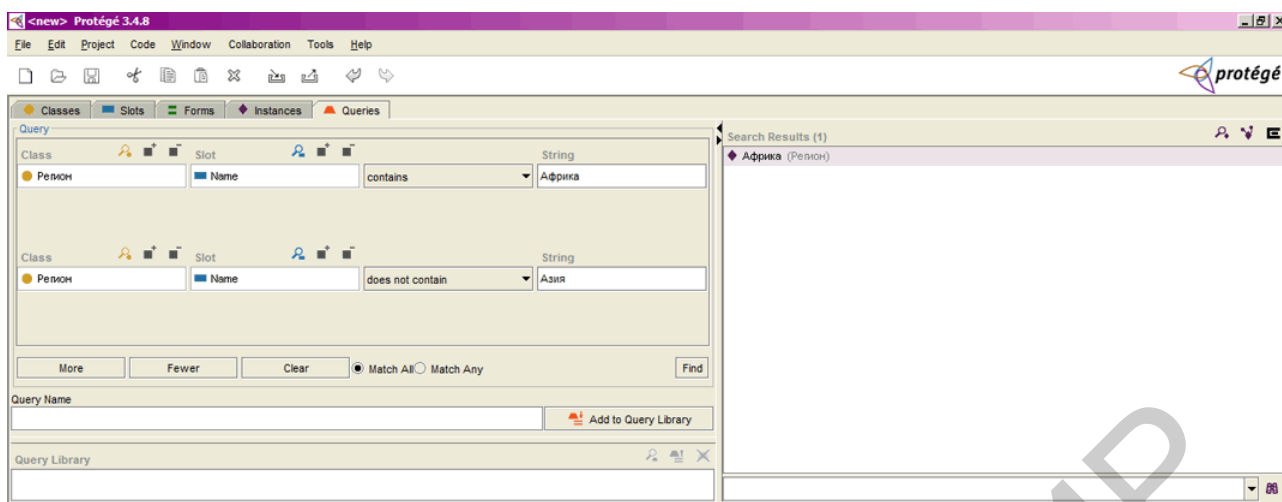 <new> Protégé 3.4.8
File Edit Project Code Window Collaboration Tools Help
protégé
Classes Slots Forms Instances Queries
Query
Class Slot String
Регион Name contains Африка
Class Slot String
Регион Name does not contain Азия
More Fewer Clear Match All Match Any Find
Query Name
Add to Query Library
Query Library
Search Results (1)
Африка (Регион)